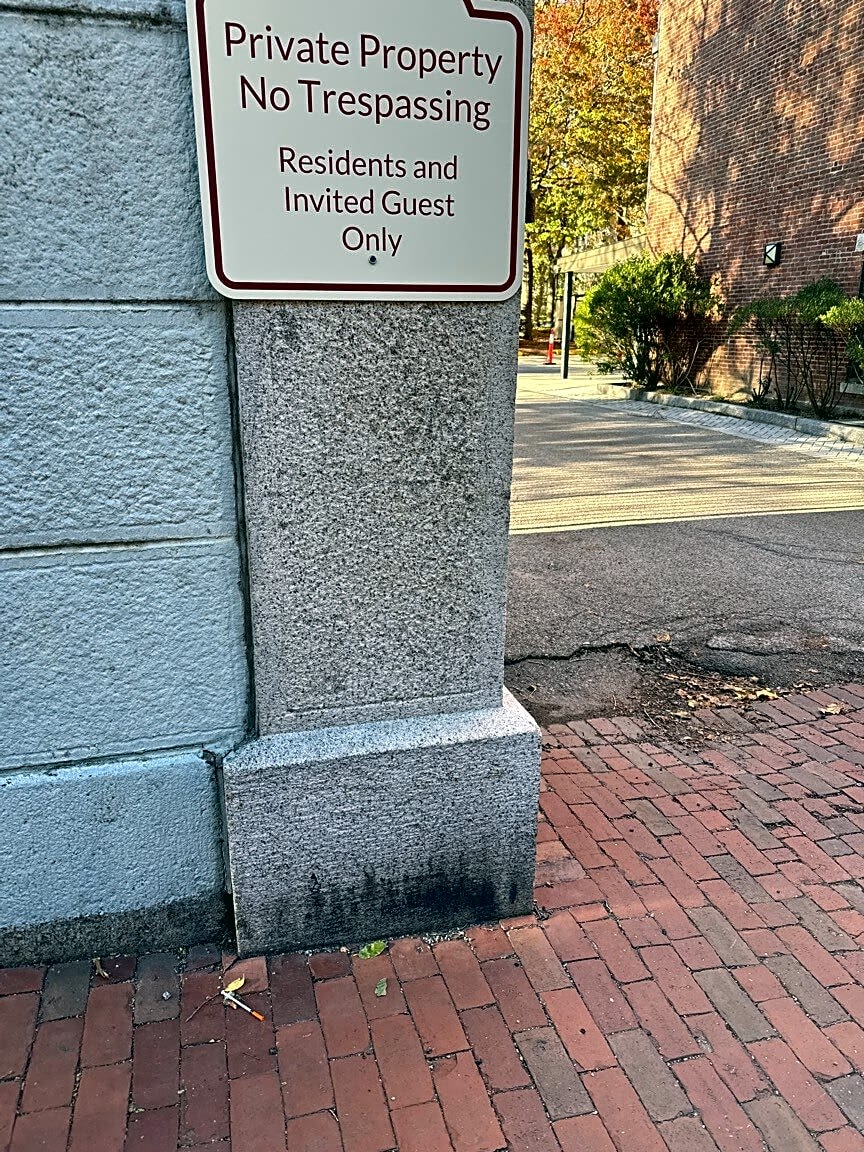 Private Property
No Trespassing
Residents and
Invited Guest
Only